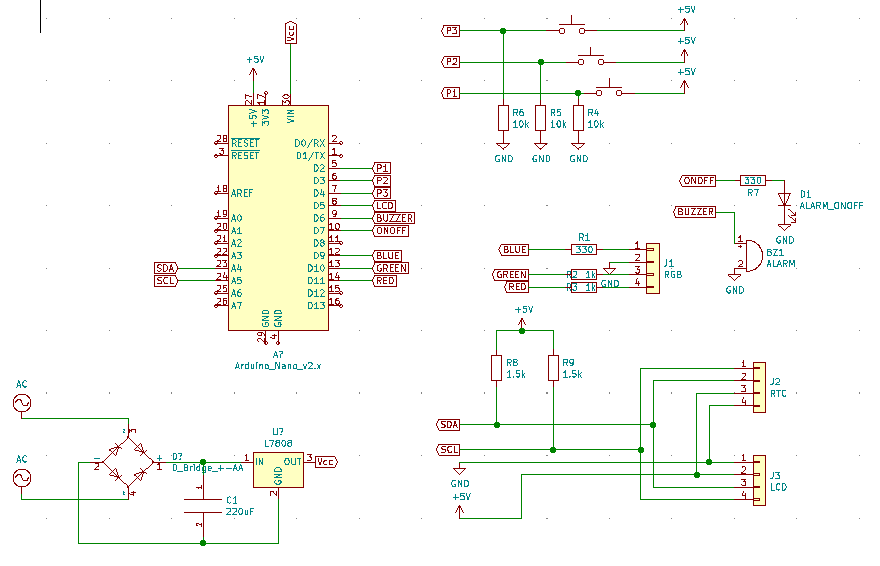 Vcc
+5V
27
17
30
+5V
3V3
VIN
28
RESET
3
RESET
18
AREF
19
A0
20
A1
21
A2
22
A3
SDA
23
A4
SCL
24
A5
25
A6
26
A7
D0/RX
2
D1/TX
1
D2
5
P1
D3
6
P2
D4
7
P3
D5
8
LCD
D6
9
BUZZER
D7
10
ONOFF
D8
11
D9
12
BLUE
D10
13
GREEN
D11
14
RED
D12
15
D13
16
GND
GND
29
4
A?
Arduino_Nano_v2.x
P3
+5V
P2
+5V
P1
+5V
R6
10k
R5
10k
R4
10k
GND
GND
GND
ONOFF
330
R7
D1
ALARM_ONOFF
GND
BUZZER
1
2
BZ1
ALARM
GND
R1
BLUE
330
1
2
GND
GREEN
R2 1k
3
RED
R3 1k
4
J1
RGB
+5V
R8
1.5k
R9
1.5k
SDA
SCL
GND
+5V
1
2
3
4
J2
RTC
1
2
3
4
J3
LCD
AC
AC
3
-
2
+
1
4
D?
D_Bridge_+-AA
1
2
C1
220uF
U?
L7808
1
IN
OUT
3
Vcc
GND
2